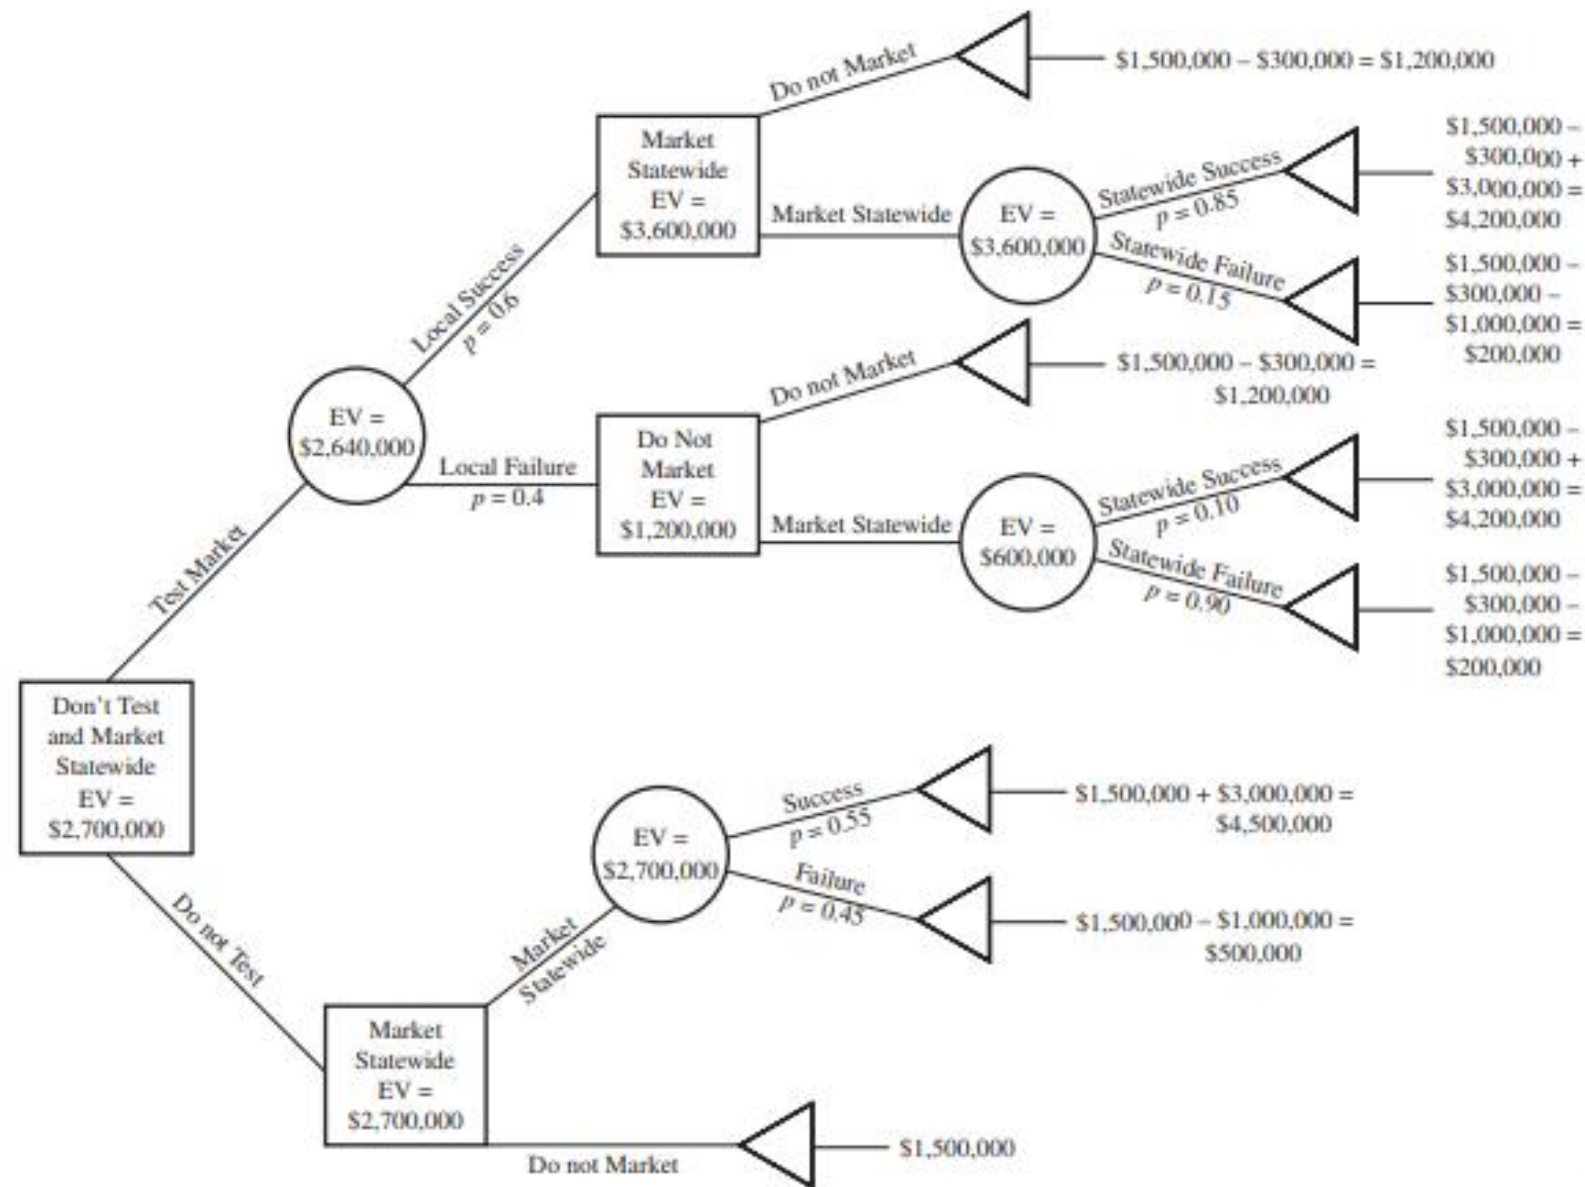 Do not Market
$1,500,000 – $300,000 = $1,200,000
Market
Statewide
EV =
$3,600,000
Market Statewide
EV =
$3,600,000
Statewide Success
p = 0.85
$1,500,000 –
$300,000 +
$3,000,000 =
$4,200,000
Statewide Failure
p = 0.15
$1,500,000 –
$300,000 –
$1,000,000 =
$200,000
Local Success
p = 0.6
EV =
$2,640,000
Local Failure
p = 0.4
Do not Market
$1,500,000 – $300,000 =
$1,200,000
Do Not
Market
EV =
$1,200,000
Market Statewide
EV =
$600,000
Statewide Success
p = 0.10
$1,500,000 –
$300,000 +
$3,000,000 =
$4,200,000
Statewide Failure
p = 0.90
$1,500,000 –
$300,000 –
$1,000,000 =
$200,000
Test Market
Don't Test
and Market
Statewide
EV =
$2,700,000
Do not Test
Market
Statewide
EV =
$2,700,000
Market
Statewide
EV =
$2,700,000
Success
p = 0.55
$1,500,000 + $3,000,000 =
$4,500,000
Failure
p = 0.45
$1,500,000 – $1,000,000 =
$500,000
Do not Market
$1,500,000